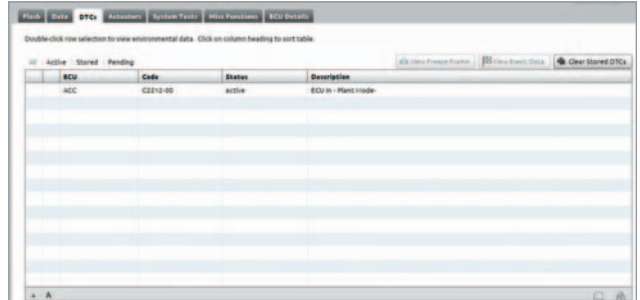 Flash Data DTCs Actuators System Tests Misc Functions ECU Details
Double-click row selection to view environmental data. Click on column heading to sort table.
All Active Stored Pending View Freeze Frame View Event Data Clear Stored DTCs
ECU Code Status Description
ACC C2212-00 active ECU In - Plant Mode-
A A